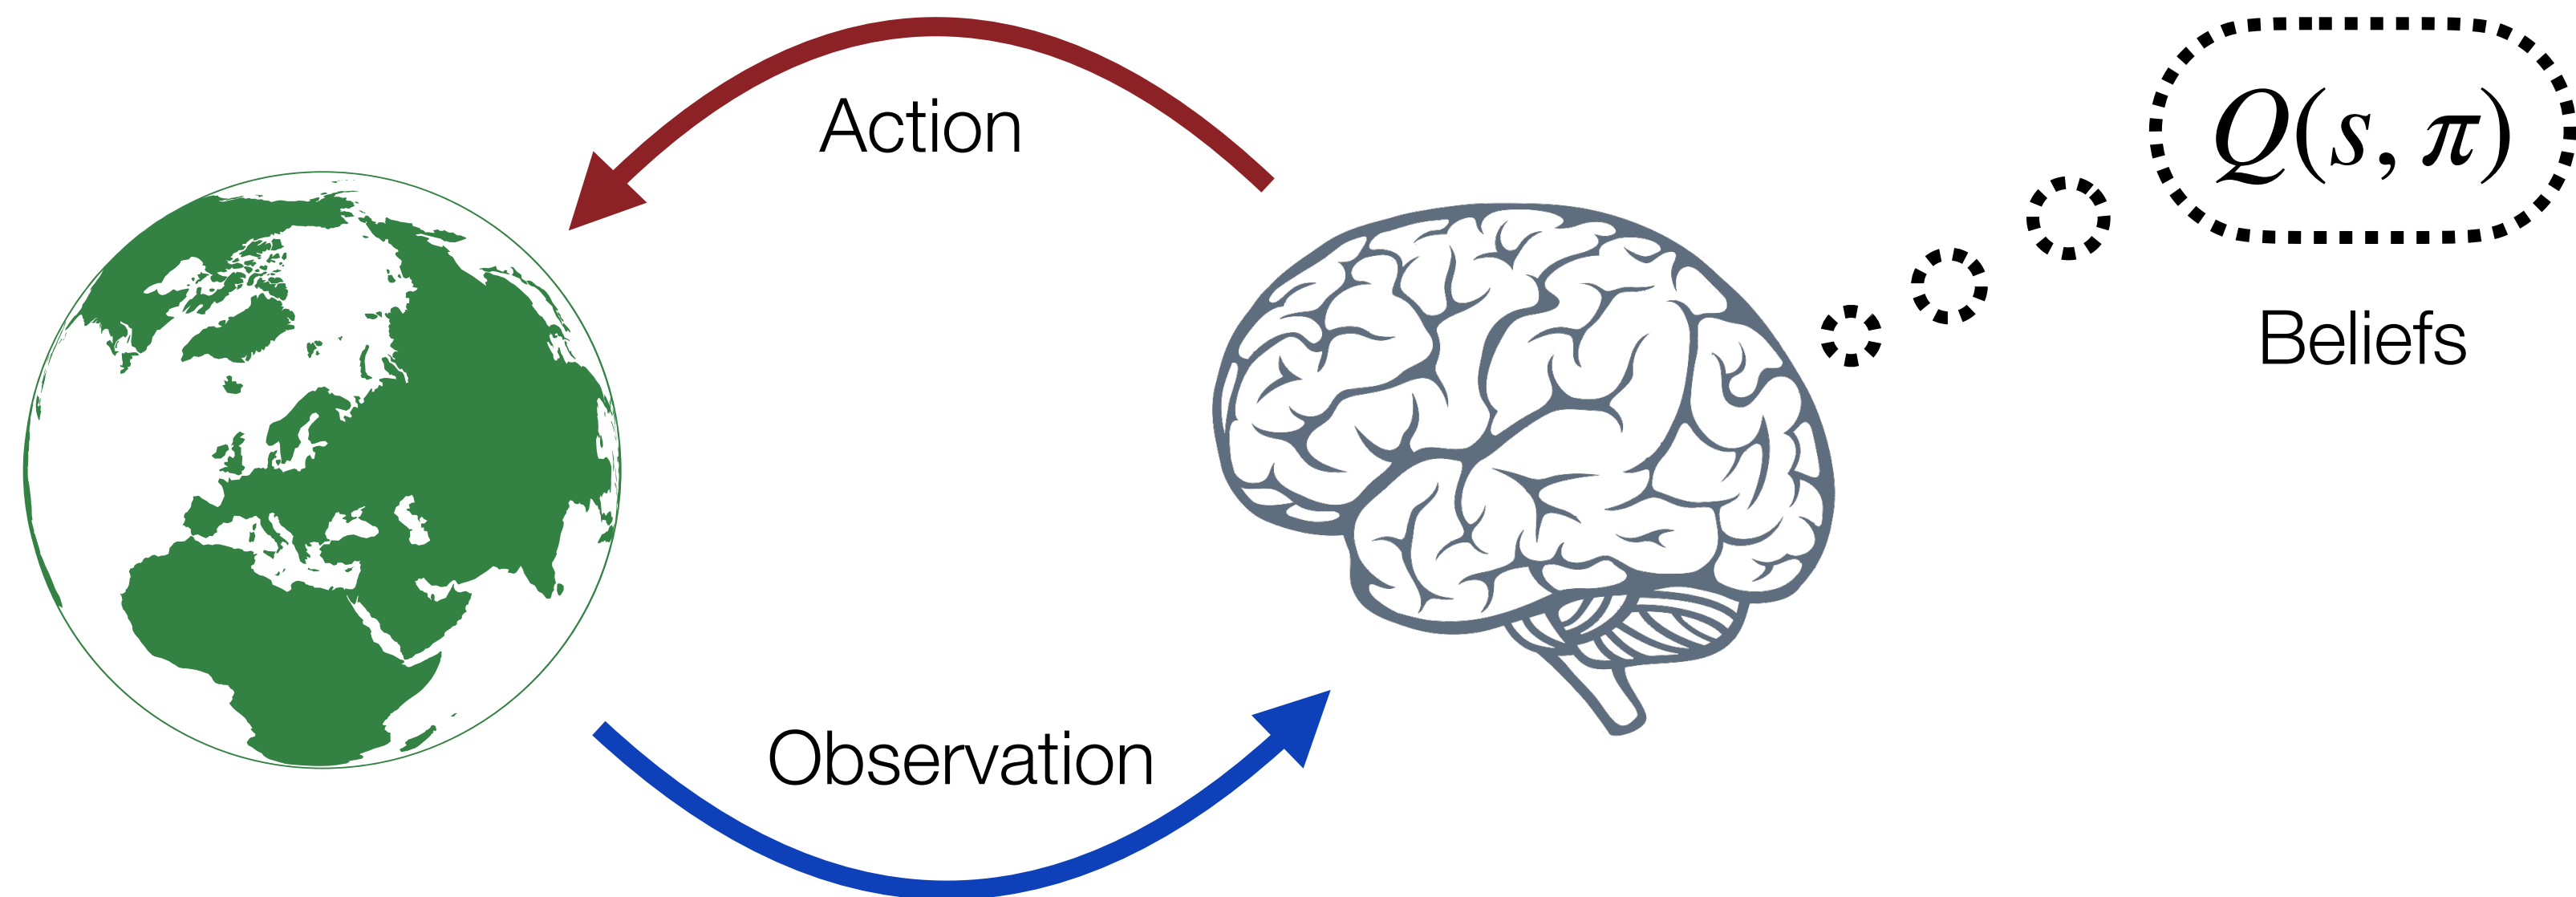 Action
Q(s, π)
Beliefs
Observation